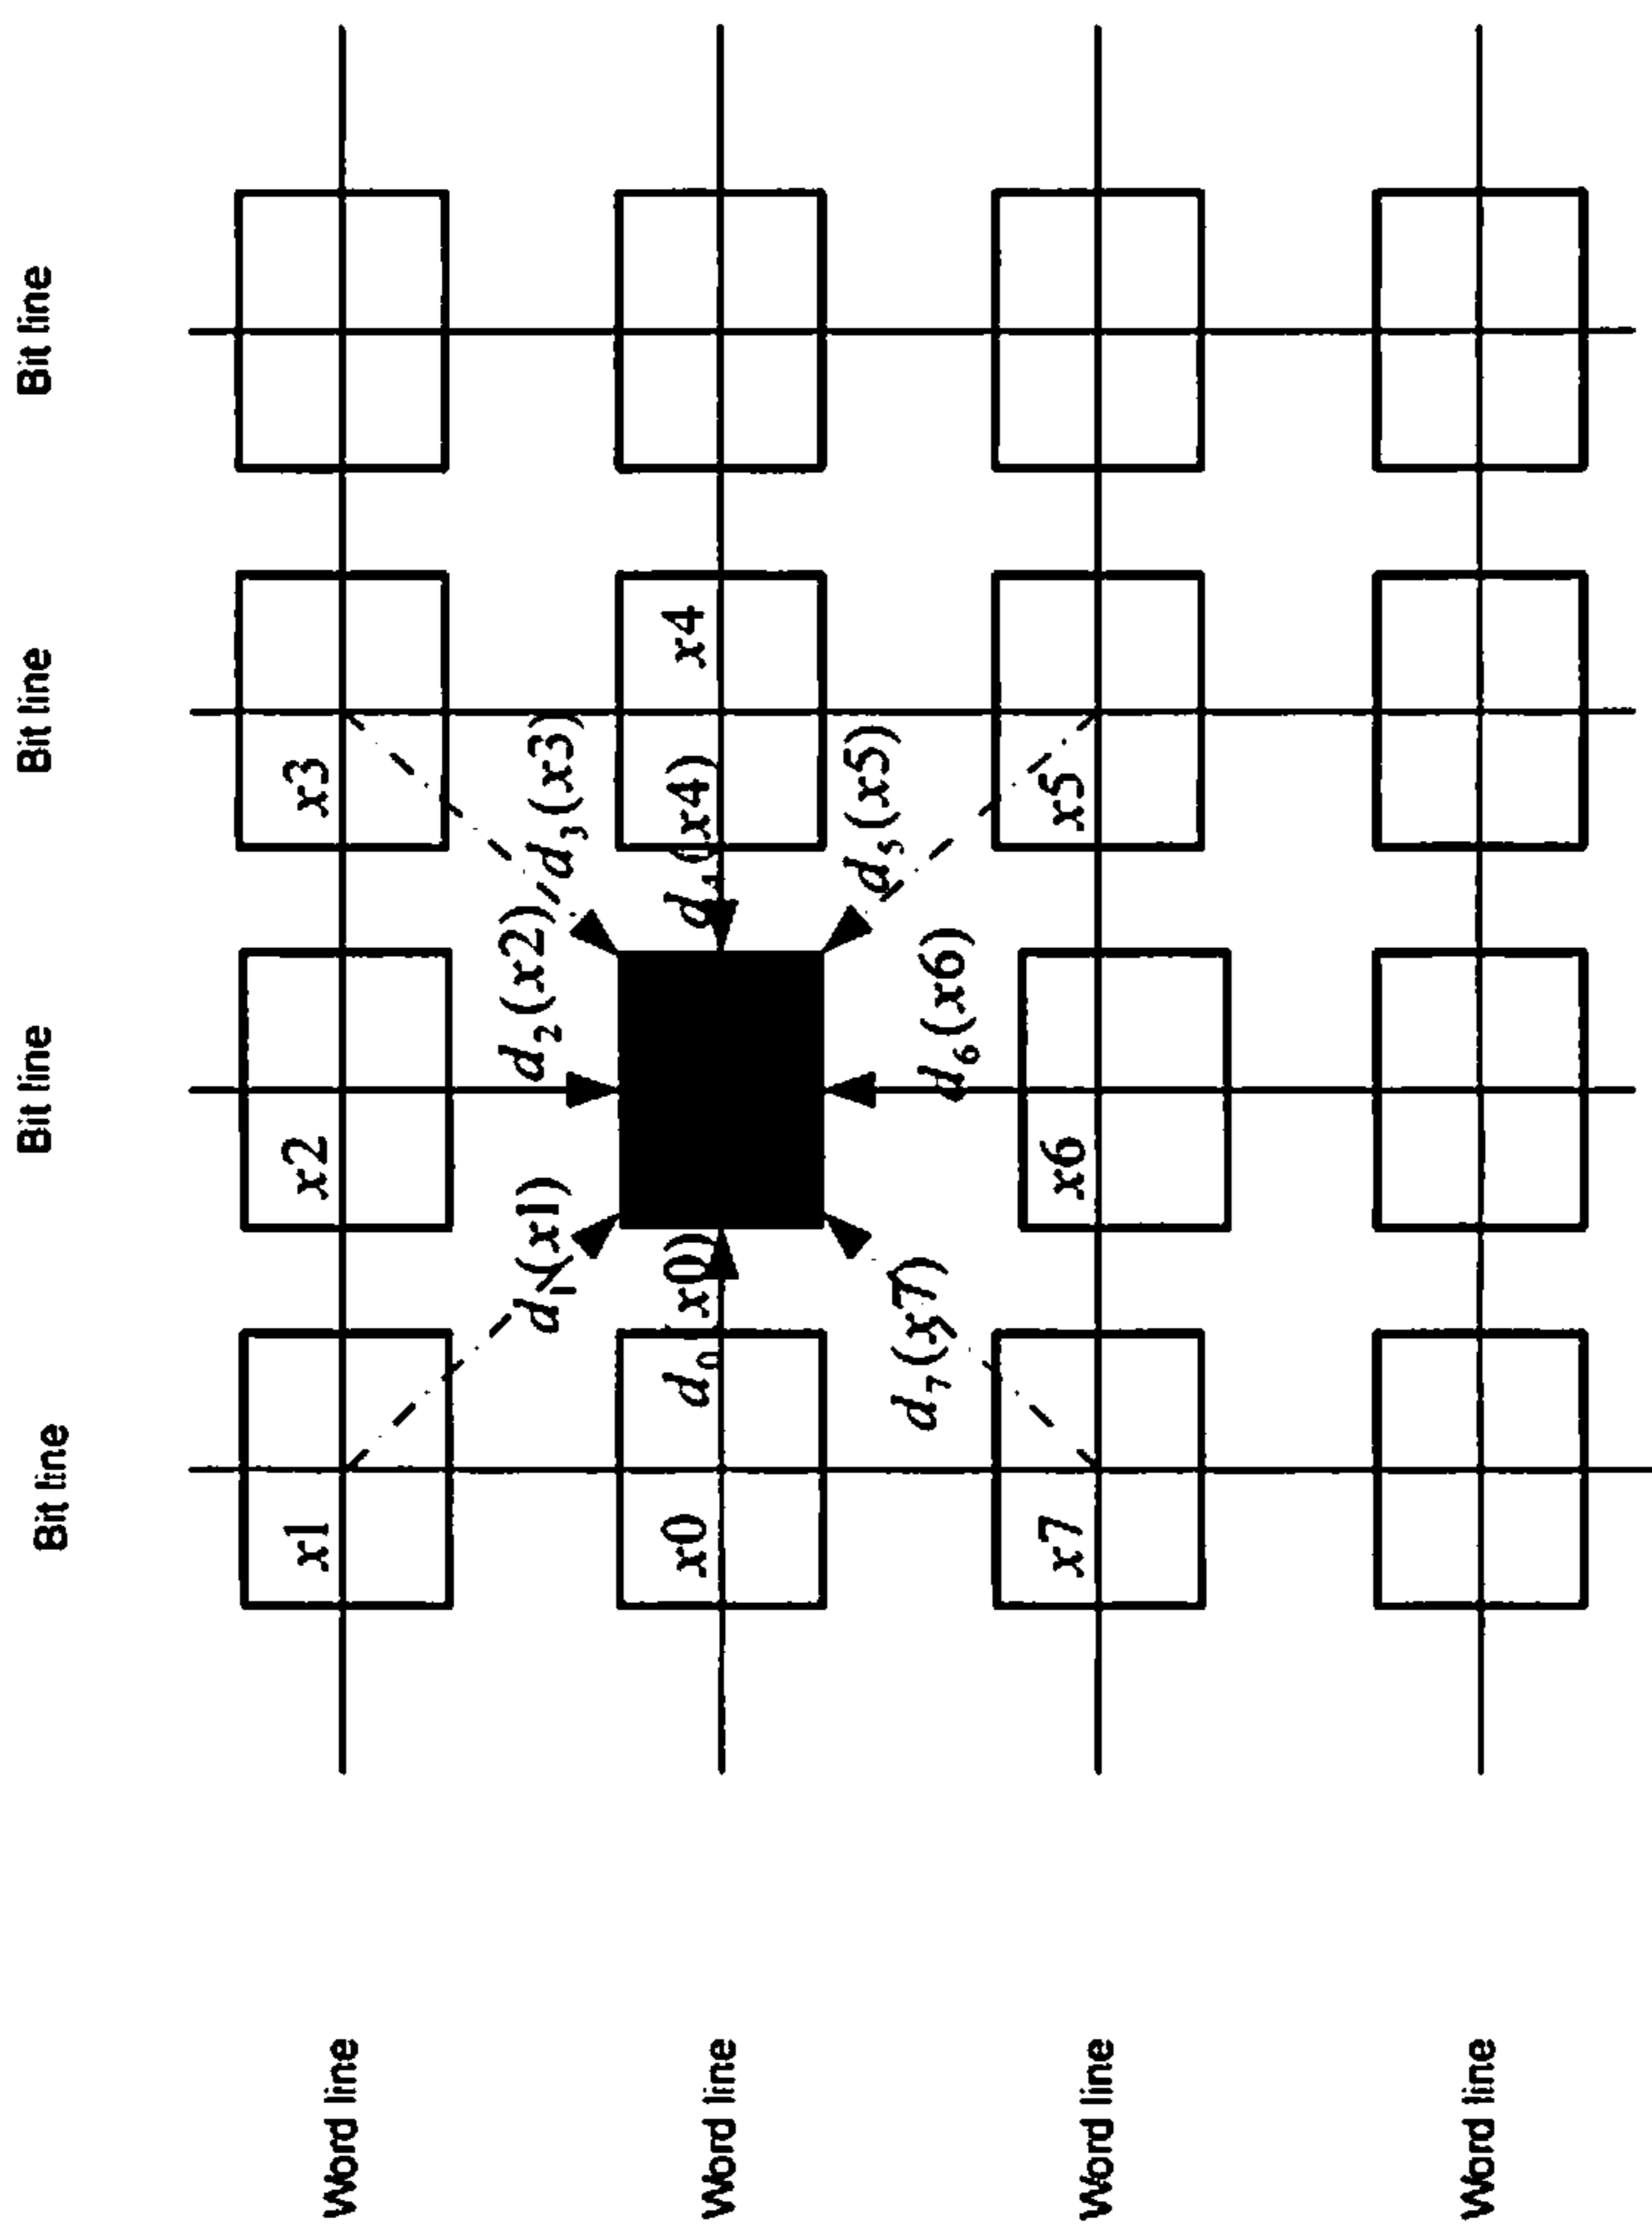 Bit line
Bit line
Bit line
Bit line
Word line
x1
x2
x3
d₁(x1)
d₂(x2)
d₃(x3)
Word line
x0
d₀(x0)
d₄(x4)
x4
d₇(x7)
d₆(x6)
d₅(x5)
Word line
x7
x6
x5
Word line